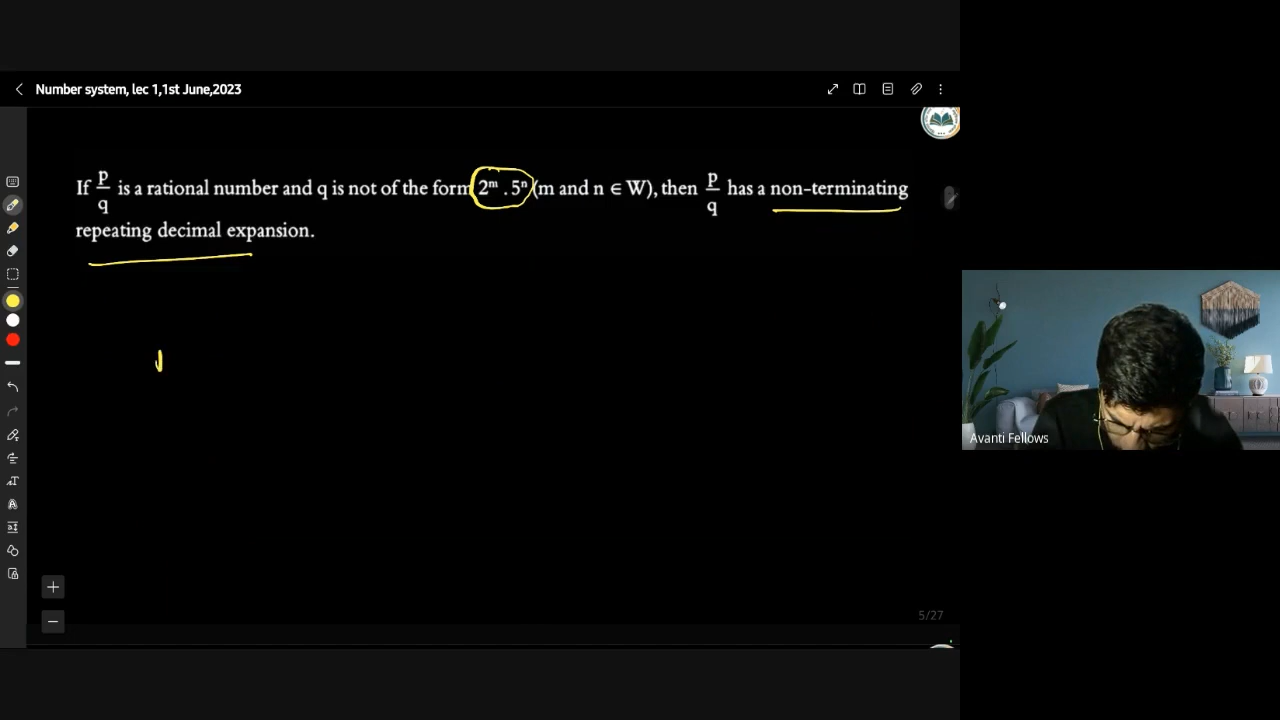 Number system, lec 1,1st June,2023
If p/q is a rational number and q is not of the form 2ᵐ . 5ⁿ (m and n ∈ W), then p/q has a non-terminating
repeating decimal expansion.
5/27
Avanti Fellows